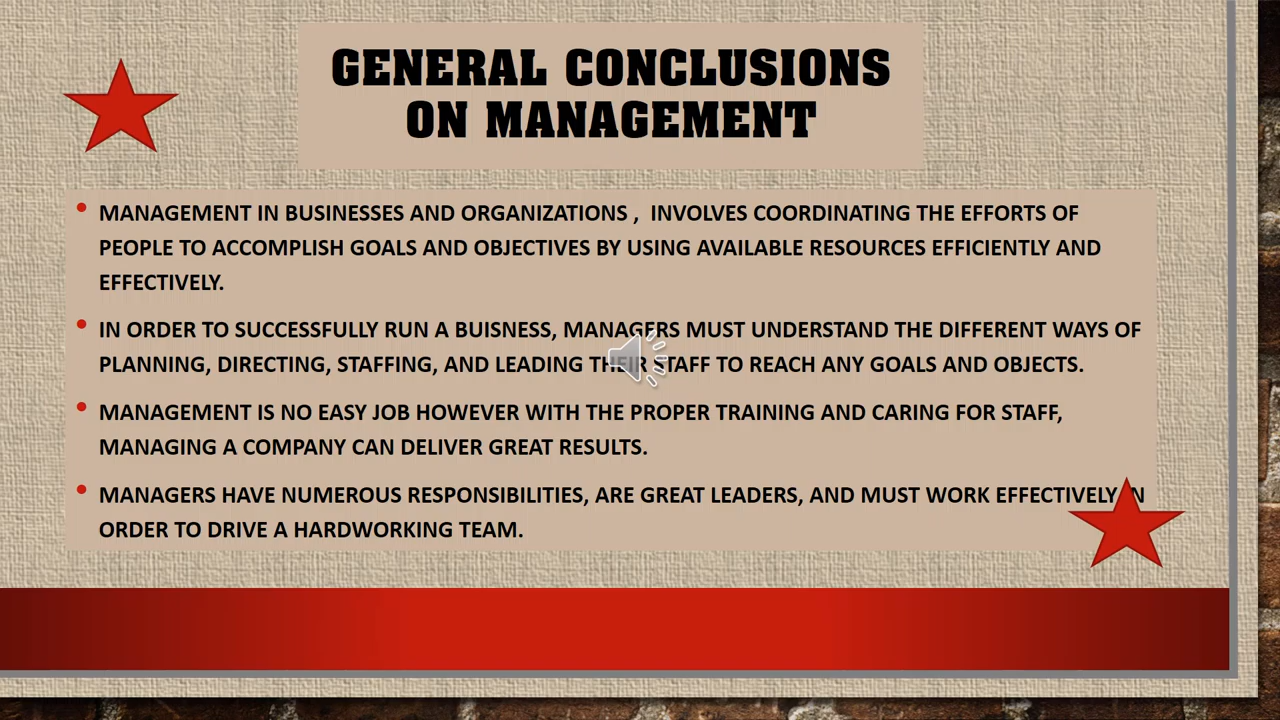 GENERAL CONCLUSIONS
ON MANAGEMENT
• MANAGEMENT IN BUSINESSES AND ORGANIZATIONS , INVOLVES COORDINATING THE EFFORTS OF
PEOPLE TO ACCOMPLISH GOALS AND OBJECTIVES BY USING AVAILABLE RESOURCES EFFICIENTLY AND
EFFECTIVELY.
• IN ORDER TO SUCCESSFULLY RUN A BUISNESS, MANAGERS MUST UNDERSTAND THE DIFFERENT WAYS OF
PLANNING, DIRECTING, STAFFING, AND LEADING THEIR STAFF TO REACH ANY GOALS AND OBJECTS.
• MANAGEMENT IS NO EASY JOB HOWEVER WITH THE PROPER TRAINING AND CARING FOR STAFF,
MANAGING A COMPANY CAN DELIVER GREAT RESULTS.
• MANAGERS HAVE NUMEROUS RESPONSIBILITIES, ARE GREAT LEADERS, AND MUST WORK EFFECTIVELY IN
ORDER TO DRIVE A HARDWORKING TEAM.